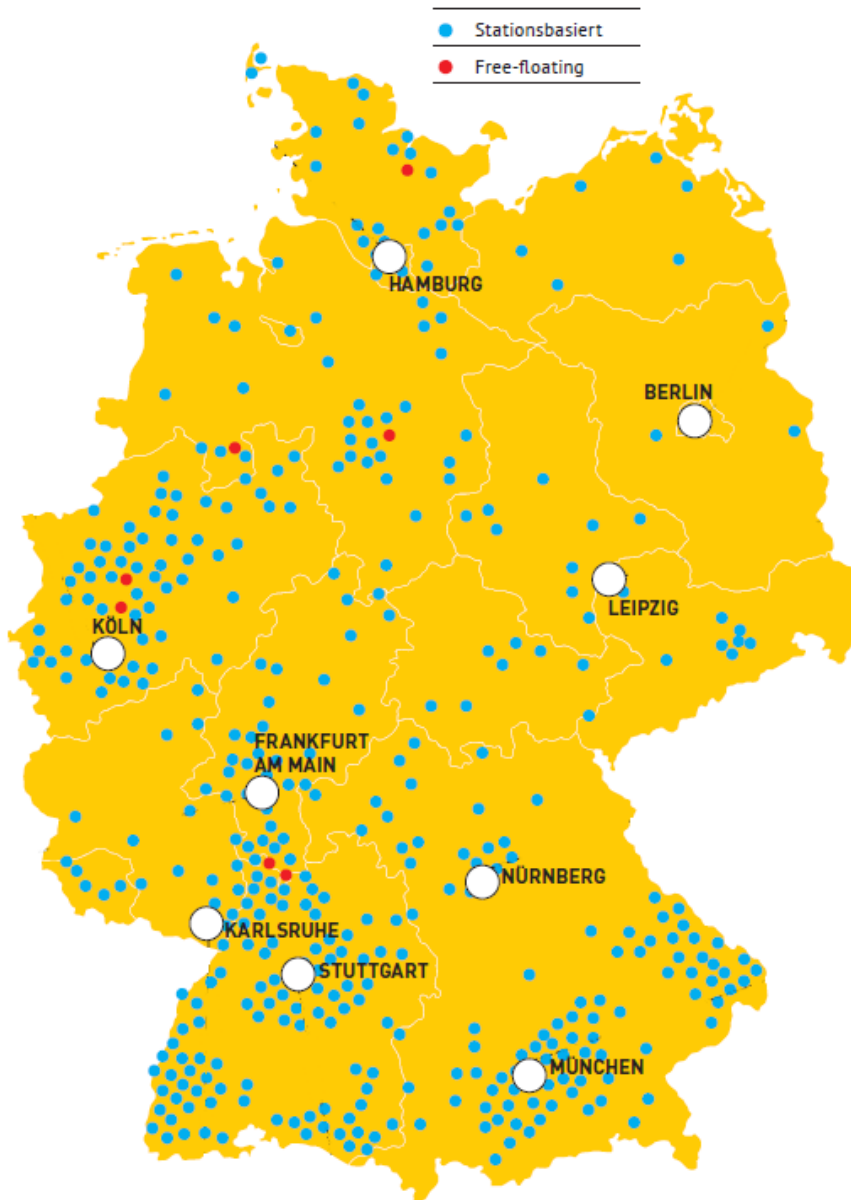 Stationsbasiert
Free-floating
HAMBURG
BERLIN
LEIPZIG
KÖLN
FRANKFURT
AM MAIN
NÜRNBERG
KARLSRUHE
STUTTGART
MÜNCHEN